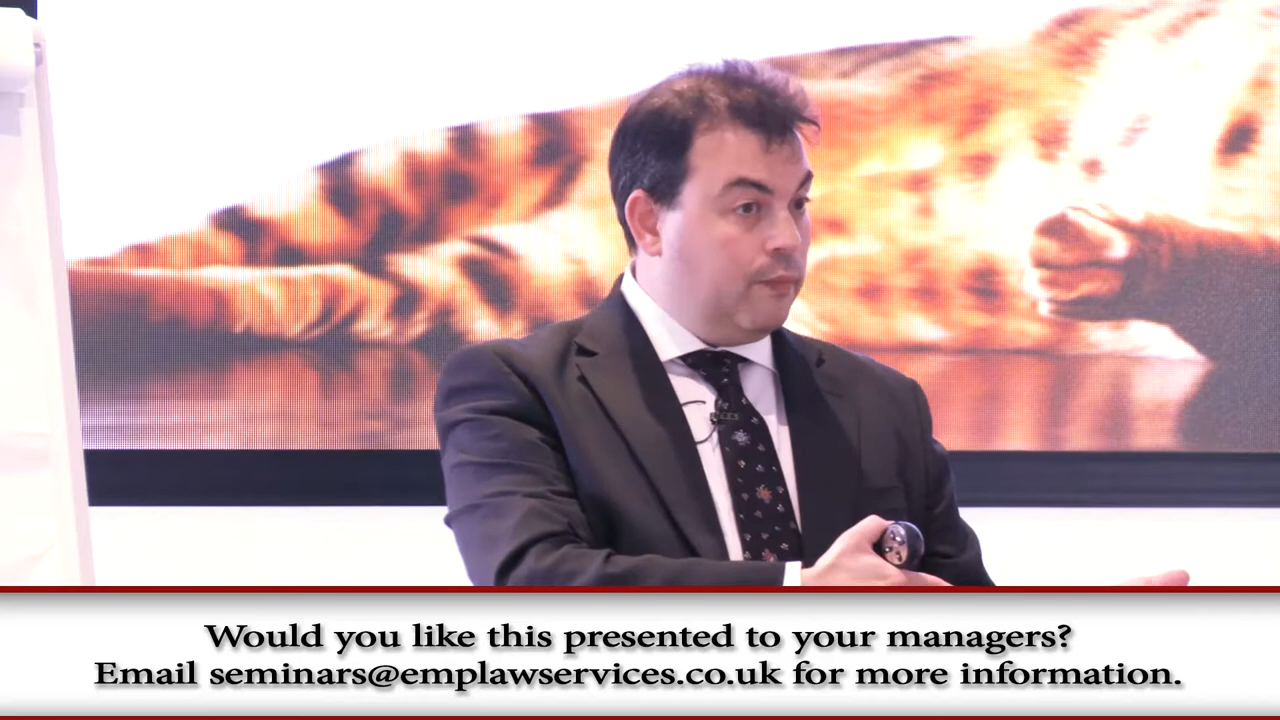 Would you like this presented to your managers?
Email seminars@emplawservices.co.uk for more information.